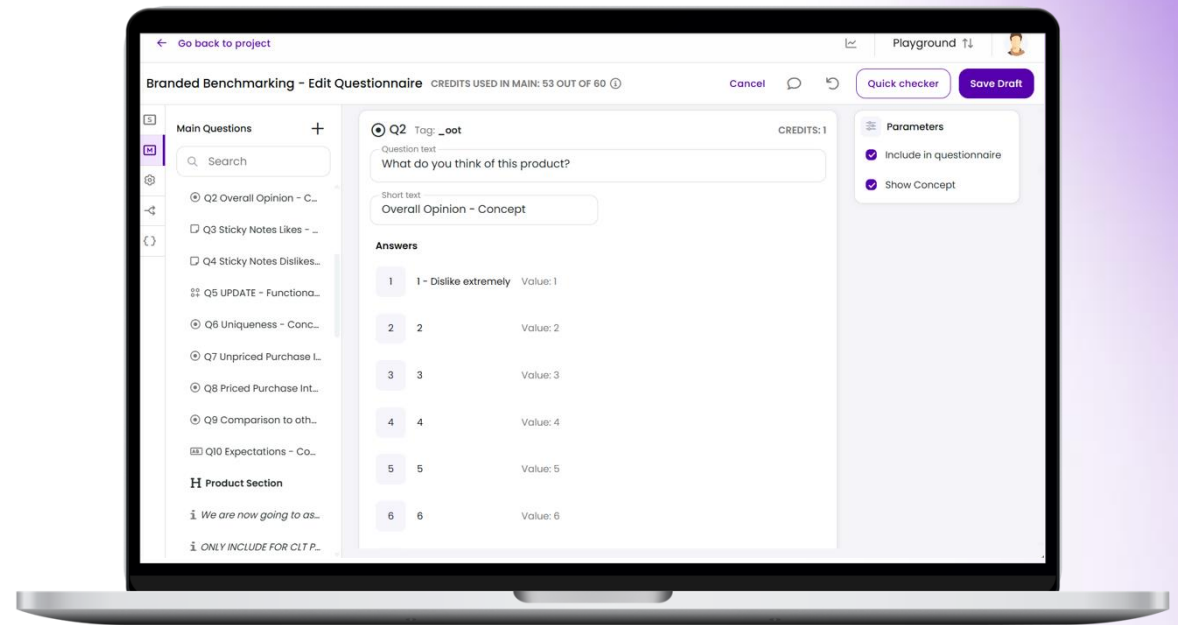 ← Go back to project
Playground ↑↓
Branded Benchmarking - Edit Questionnaire CREDITS USED IN MAIN: 53 OUT OF 60
Cancel
Quick checker
Save Draft
S
M
Main Questions +
Search
Q2 Overall Opinion - C...
Q3 Sticky Notes Likes - ...
Q4 Sticky Notes Dislikes...
Q5 UPDATE - Functiona...
Q6 Uniqueness - Conc...
Q7 Unpriced Purchase I...
Q8 Priced Purchase Int...
Q9 Comparison to oth...
Q10 Expectations - Co...
H Product Section
i We are now going to as...
i ONLY INCLUDE FOR CLT P...
Q2 Tag: _oot CREDITS: 1
Question text
What do you think of this product?
Short text
Overall Opinion - Concept
Answers
1 1 - Dislike extremely Value: 1
2 2 Value: 2
3 3 Value: 3
4 4 Value: 4
5 5 Value: 5
6 6 Value: 6
Parameters
Include in questionnaire
Show Concept